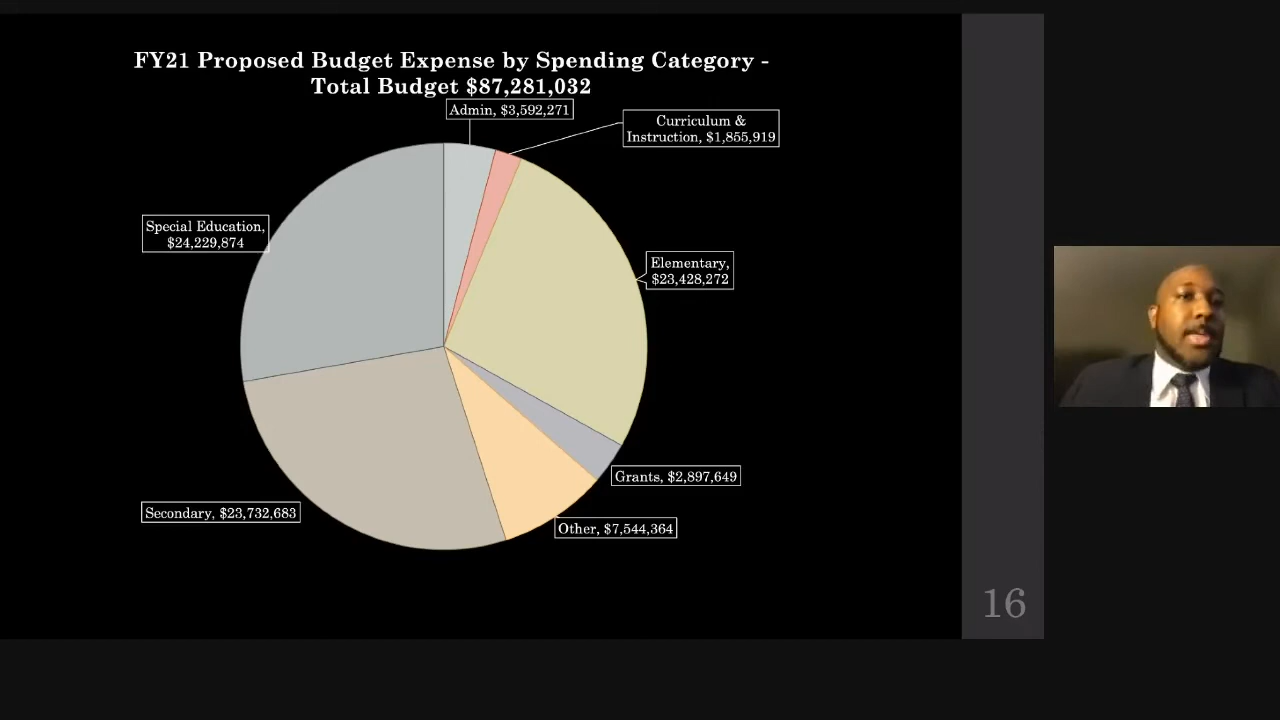 FY21 Proposed Budget Expense by Spending Category -
Total Budget $87,281,032
Admin, $3,592,271
Curriculum &
Instruction, $1,855,919
Special Education,
$24,229,874
Elementary,
$23,428,272
Grants, $2,897,649
Secondary, $23,732,683
Other, $7,544,364
16